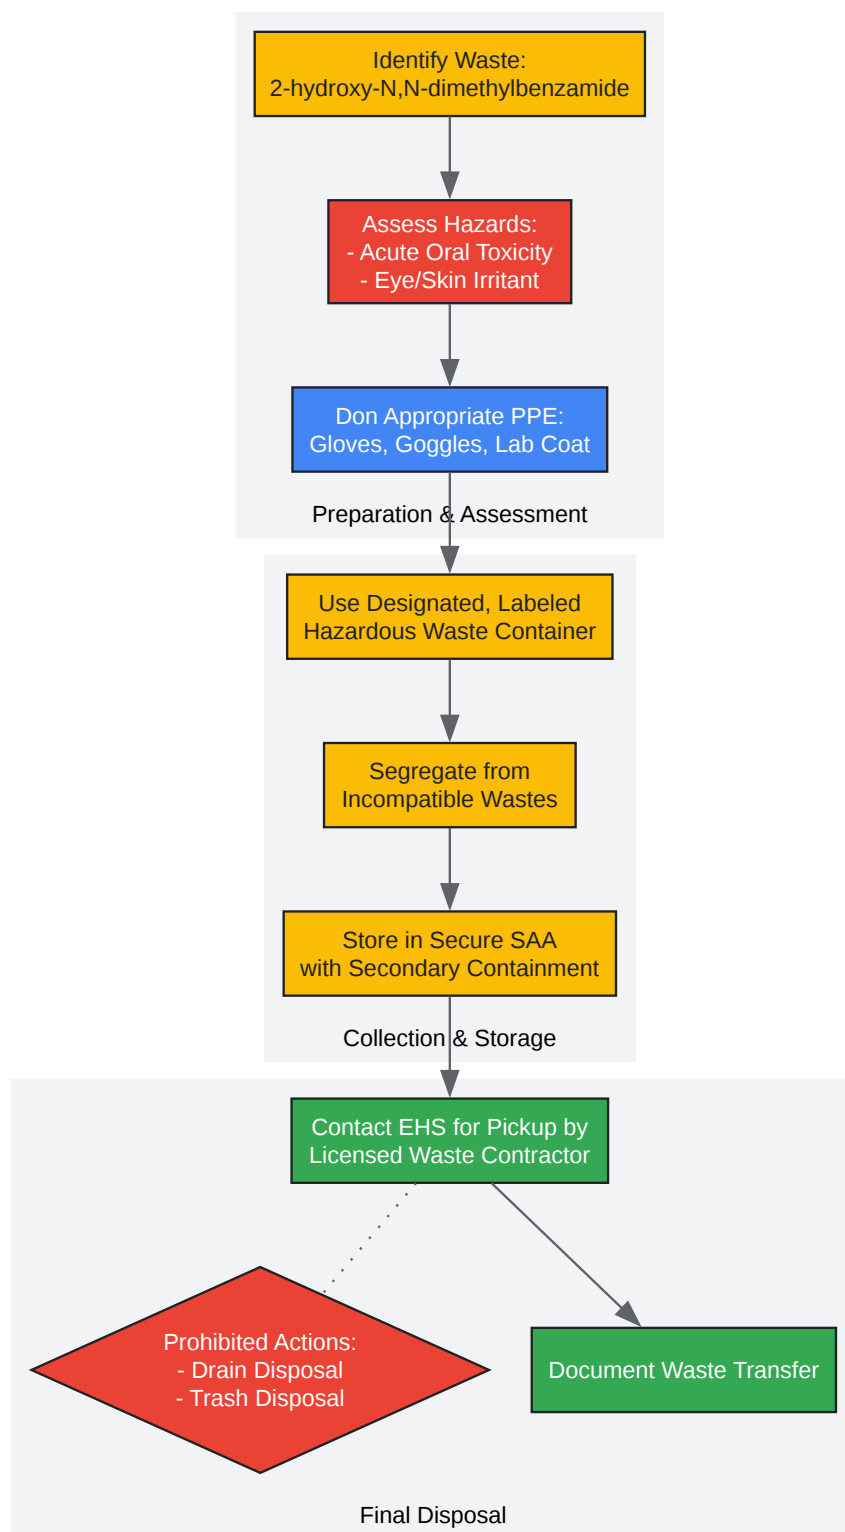 Identify Waste:
2-hydroxy-N,N-dimethylbenzamide
Assess Hazards:
- Acute Oral Toxicity
- Eye/Skin Irritant
Don Appropriate PPE:
Gloves, Goggles, Lab Coat
Preparation & Assessment
Use Designated, Labeled
Hazardous Waste Container
Segregate from
Incompatible Wastes
Store in Secure SAA
with Secondary Containment
Collection & Storage
Contact EHS for Pickup by
Licensed Waste Contractor
Prohibited Actions:
- Drain Disposal
- Trash Disposal
Document Waste Transfer
Final Disposal